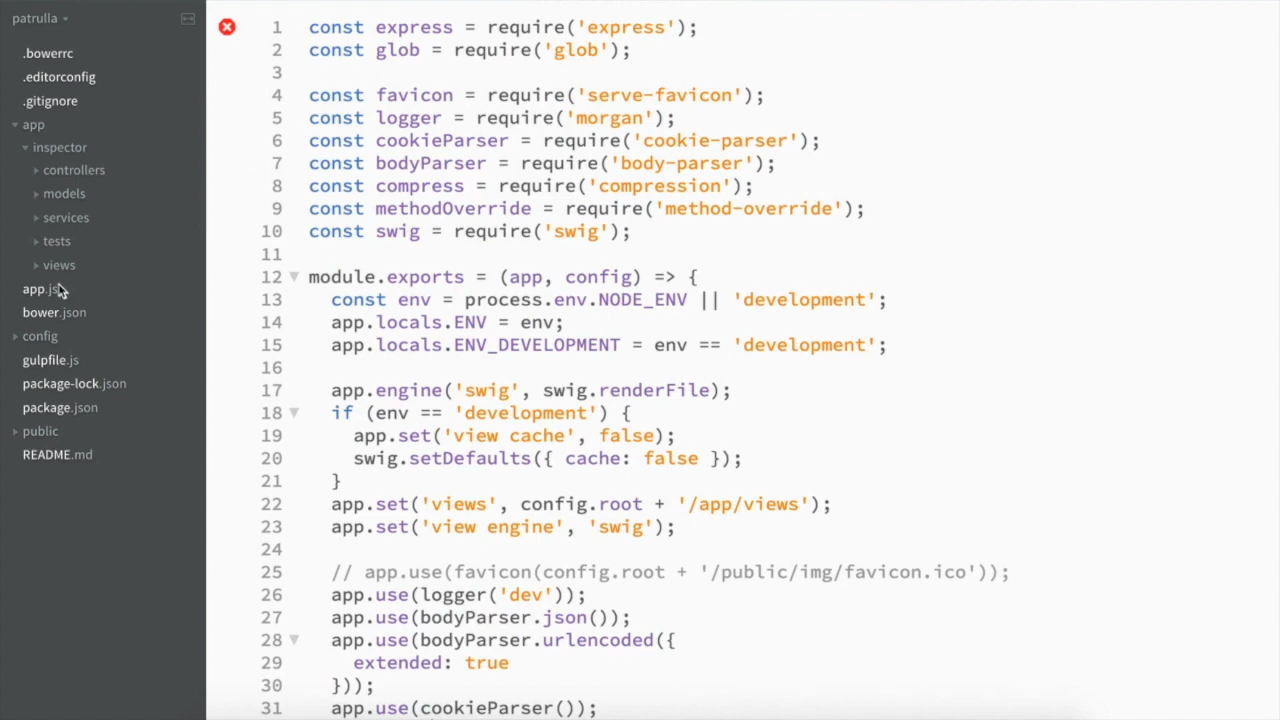 patrulla
.bowerrc
.editorconfig
.gitignore
app
inspector
controllers
models
services
tests
views
app.js
bower.json
config
gulpfile.js
package-lock.json
package.json
public
README.md
1 const express = require('express');
2 const glob = require('glob');
3
4 const favicon = require('serve-favicon');
5 const logger = require('morgan');
6 const cookieParser = require('cookie-parser');
7 const bodyParser = require('body-parser');
8 const compress = require('compression');
9 const methodOverride = require('method-override');
10 const swig = require('swig');
11
12 module.exports = (app, config) => {
13 const env = process.env.NODE_ENV || 'development';
14 app.locals.ENV = env;
15 app.locals.ENV_DEVELOPMENT = env == 'development';
16
17 app.engine('swig', swig.renderFile);
18 if (env == 'development') {
19 app.set('view cache', false);
20 swig.setDefaults({ cache: false });
21 }
22 app.set('views', config.root + '/app/views');
23 app.set('view engine', 'swig');
24
25 // app.use(favicon(config.root + '/public/img/favicon.ico'));
26 app.use(logger('dev'));
27 app.use(bodyParser.json());
28 app.use(bodyParser.urlencoded({
29 extended: true
30 }));
31 app.use(cookieParser());